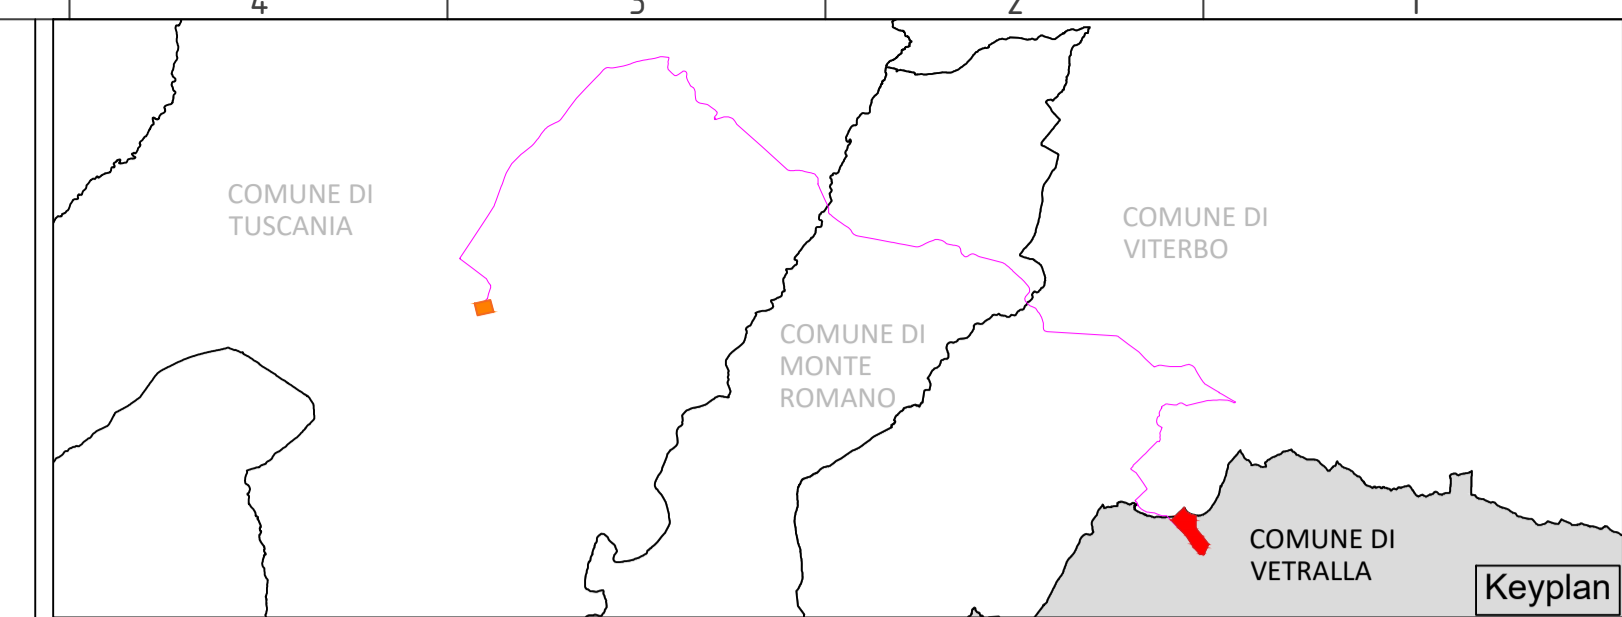 4 3 2 1
COMUNE DI
TUSCANIA
COMUNE DI
VITERBO
COMUNE DI
MONTE
ROMANO
COMUNE DI
VETRALLA
Keyplan